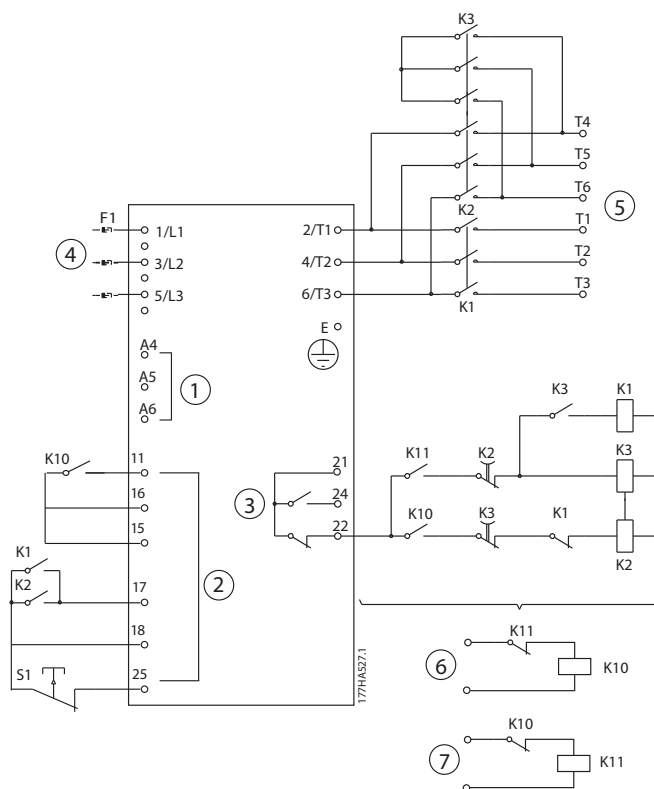 K3
T4
T5
T6
5
K2
T1
T2
T3
K1
F1
1/L1
2/T1
4
3/L2
4/T2
5/L3
6/T3
E
A4
A5
1
A6
K3
K1
K10
11
21
K11
K2
K3
16
3
24
15
22
K10
K3
K1
K2
K1
K2
17
2
18
S1
25
177HA527.1
6
K11
K10
7
K10
K11